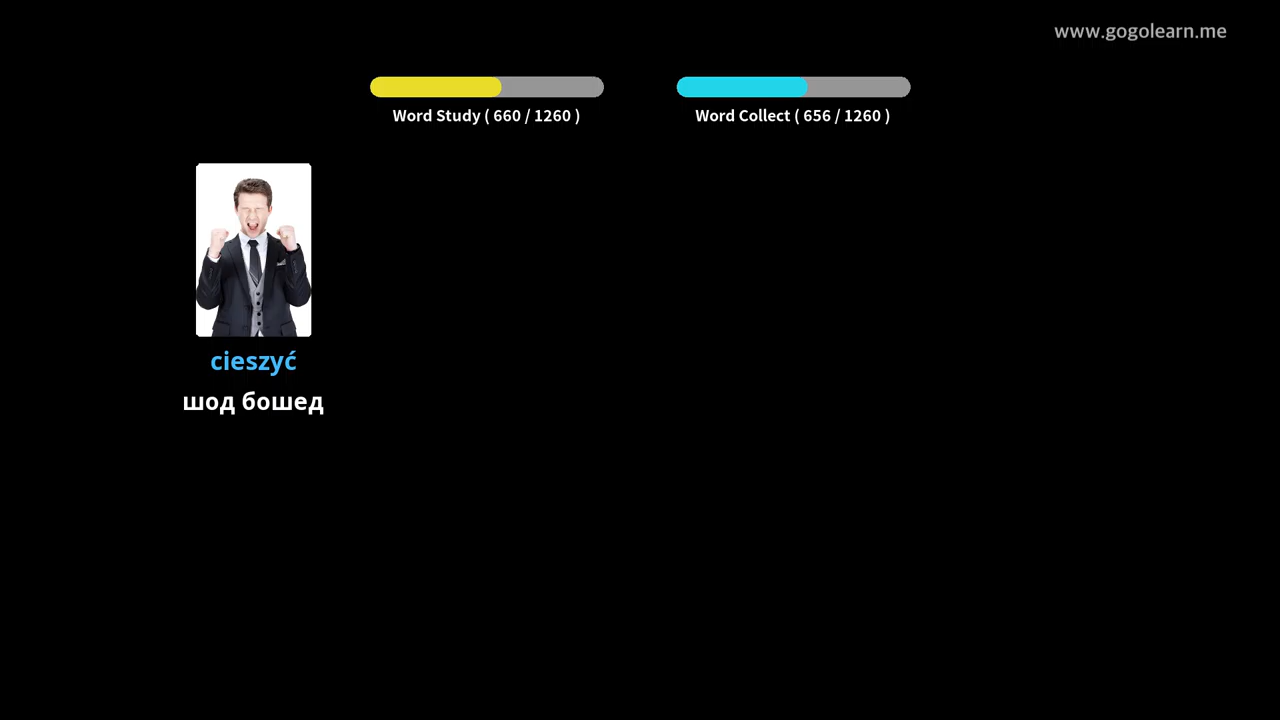 www.gogolearn.me
Word Study ( 660 / 1260 )
Word Collect ( 656 / 1260 )
cieszyć
шод бошед